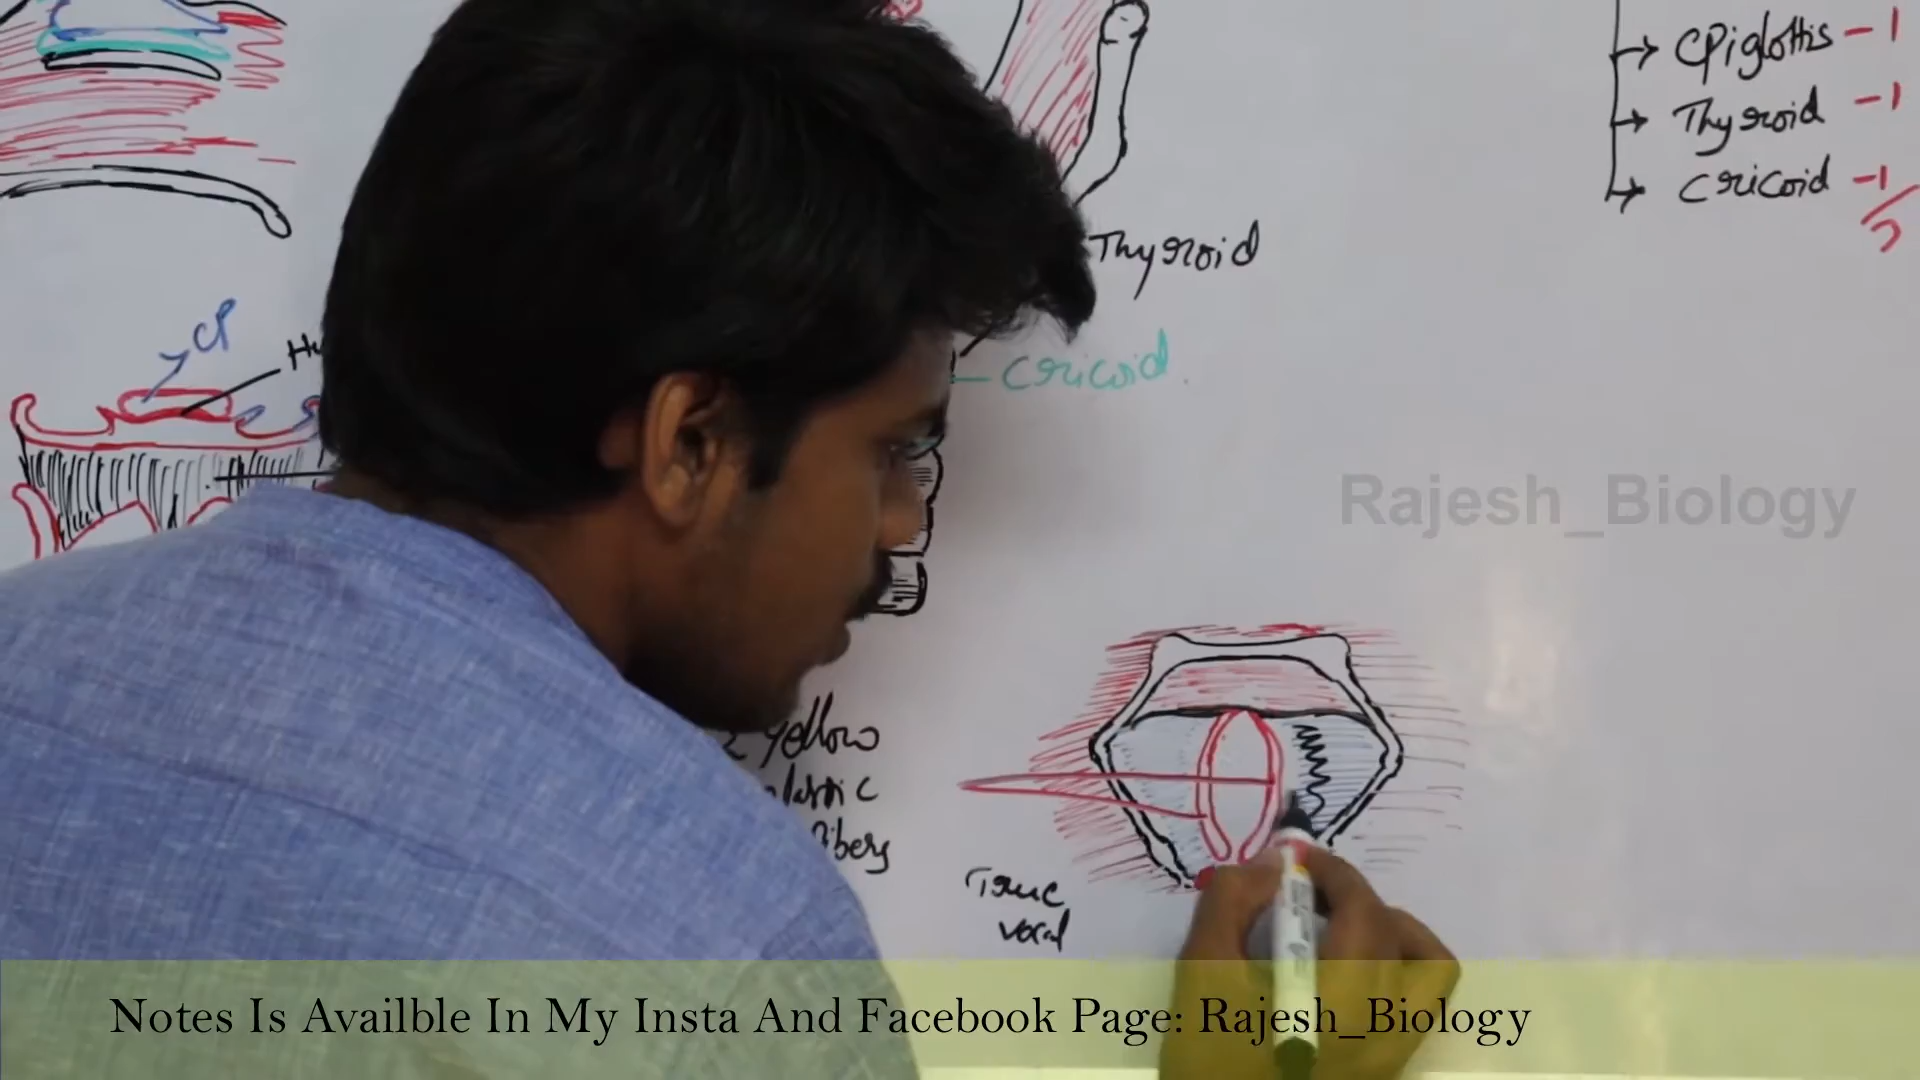 Epiglottis - 1
Thyroid - 1
Cricoid - 1
Thyroid
Cricoid
Rajesh_Biology
Yellow
True
vocal
Notes Is Availble In My Insta And Facebook Page: Rajesh_Biology